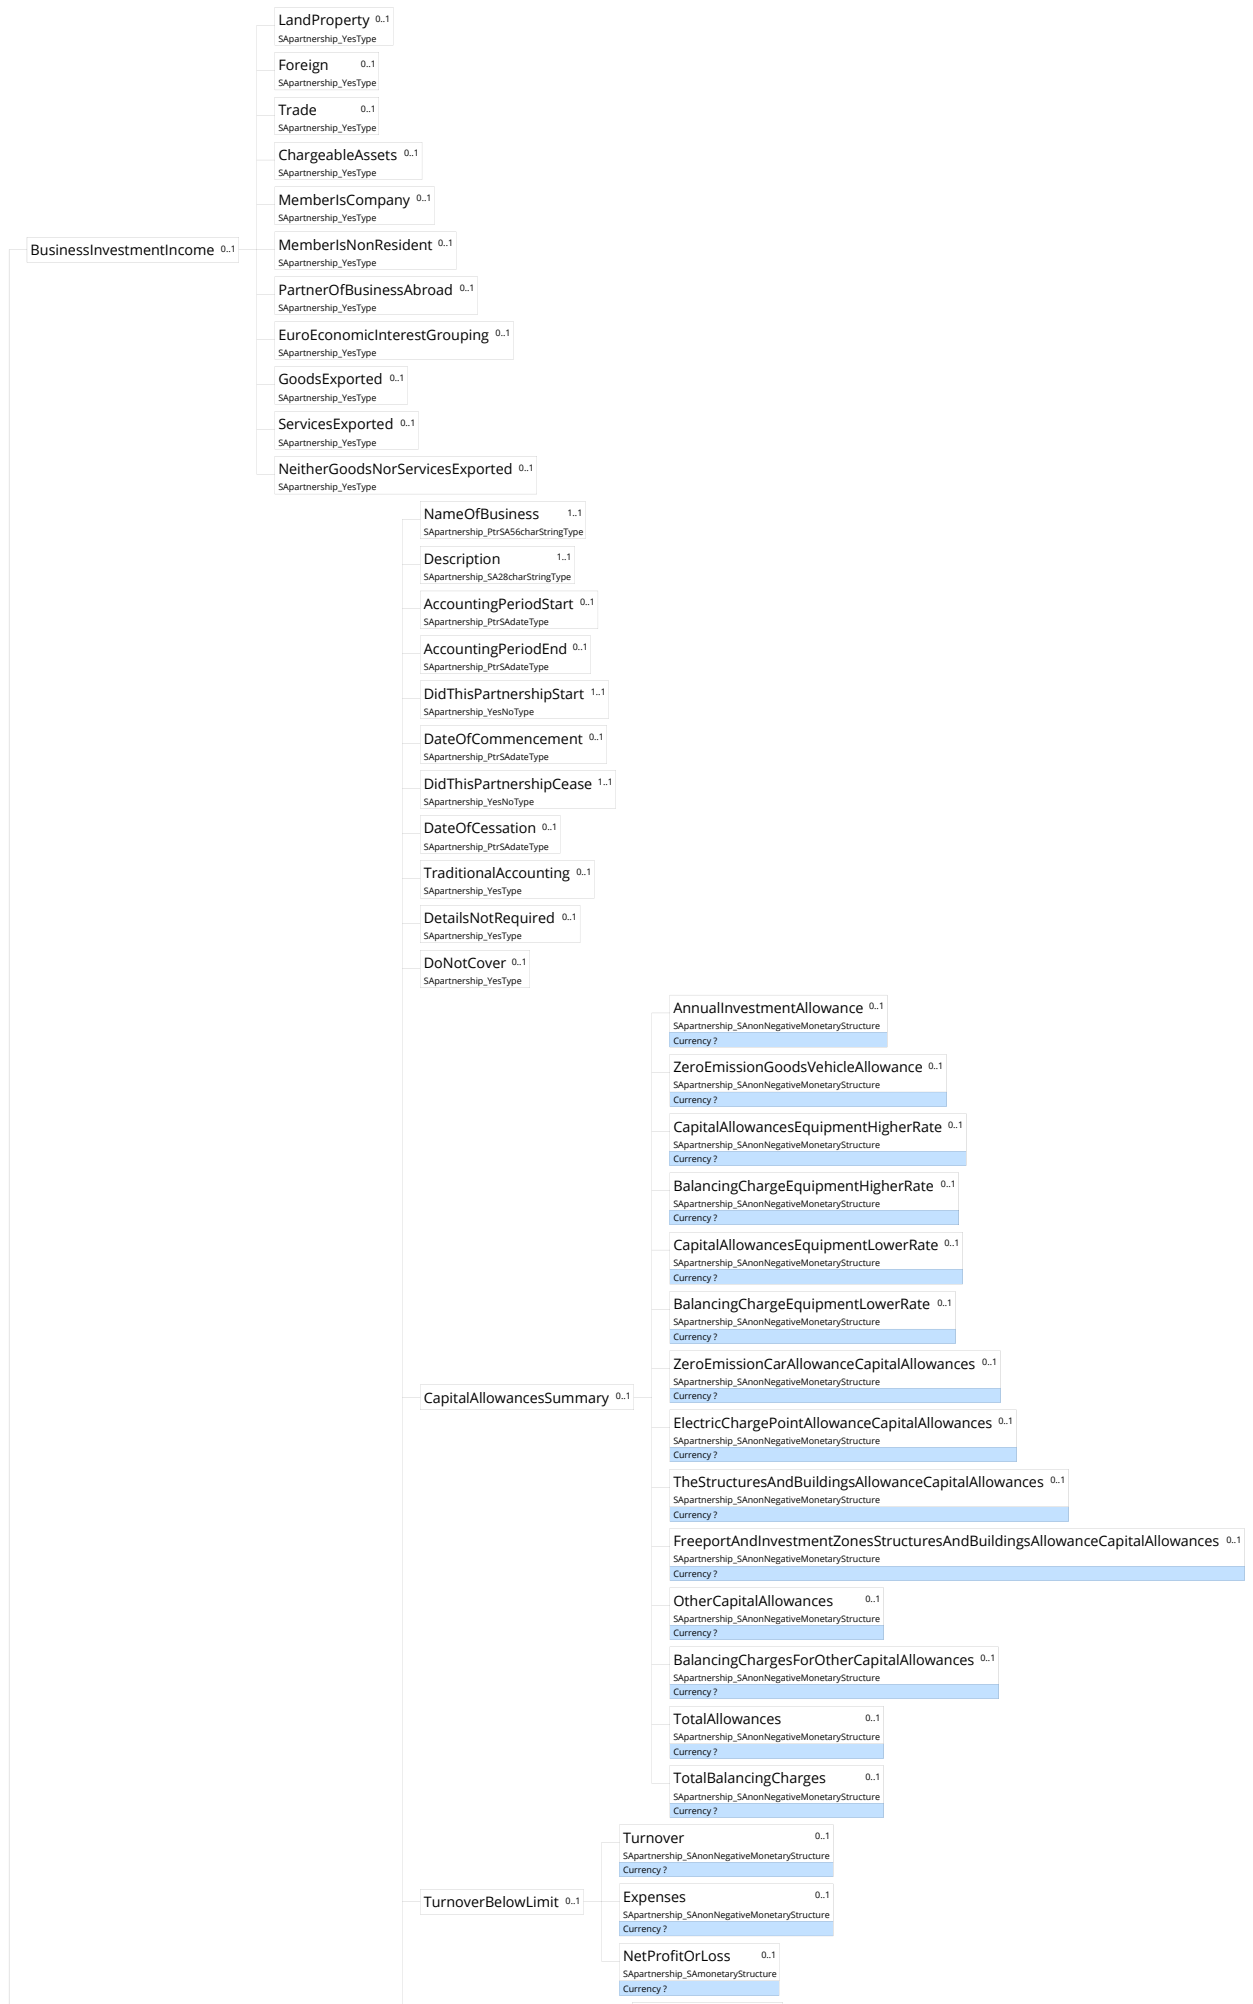 LandProperty 0..1
SApartnership_YesType
Foreign 0..1
SApartnership_YesType
Trade 0..1
SApartnership_YesType
ChargeableAssets 0..1
SApartnership_YesType
MemberIsCompany 0..1
SApartnership_YesType
BusinessInvestmentIncome 0..1
MemberIsNonResident 0..1
SApartnership_YesType
PartnerOfBusinessAbroad 0..1
SApartnership_YesType
EuroEconomicInterestGrouping 0..1
SApartnership_YesType
GoodsExported 0..1
SApartnership_YesType
ServicesExported 0..1
SApartnership_YesType
NeitherGoodsNorServicesExported 0..1
SApartnership_YesType
NameOfBusiness 1..1
SApartnership_PtrSA56charStringType
Description 1..1
SApartnership_SA28charStringType
AccountingPeriodStart 0..1
SApartnership_PtrSAdateType
AccountingPeriodEnd 0..1
SApartnership_PtrSAdateType
DidThisPartnershipStart 1..1
SApartnership_YesNoType
DateOfCommencement 0..1
SApartnership_PtrSAdateType
DidThisPartnershipCease 1..1
SApartnership_YesNoType
DateOfCessation 0..1
SApartnership_PtrSAdateType
TraditionalAccounting 0..1
SApartnership_YesType
DetailsNotRequired 0..1
SApartnership_YesType
DoNotCover 0..1
SApartnership_YesType
AnnualInvestmentAllowance 0..1
SApartnership_SAnonNegativeMonetaryStructure
Currency ?
ZeroEmissionGoodsVehicleAllowance 0..1
SApartnership_SAnonNegativeMonetaryStructure
Currency ?
CapitalAllowancesEquipmentHigherRate 0..1
SApartnership_SAnonNegativeMonetaryStructure
Currency ?
BalancingChargeEquipmentHigherRate 0..1
SApartnership_SAnonNegativeMonetaryStructure
Currency ?
CapitalAllowancesEquipmentLowerRate 0..1
SApartnership_SAnonNegativeMonetaryStructure
Currency ?
BalancingChargeEquipmentLowerRate 0..1
SApartnership_SAnonNegativeMonetaryStructure
Currency ?
ZeroEmissionCarAllowanceCapitalAllowances 0..1
SApartnership_SAnonNegativeMonetaryStructure
Currency ?
CapitalAllowancesSummary 0..1
ElectricChargePointAllowanceCapitalAllowances 0..1
SApartnership_SAnonNegativeMonetaryStructure
Currency ?
TheStructuresAndBuildingsAllowanceCapitalAllowances 0..1
SApartnership_SAnonNegativeMonetaryStructure
Currency ?
FreeportAndInvestmentZonesStructuresAndBuildingsAllowanceCapitalAllowances 0..1
SApartnership_SAnonNegativeMonetaryStructure
Currency ?
OtherCapitalAllowances 0..1
SApartnership_SAnonNegativeMonetaryStructure
Currency ?
BalancingChargesForOtherCapitalAllowances 0..1
SApartnership_SAnonNegativeMonetaryStructure
Currency ?
TotalAllowances 0..1
SApartnership_SAnonNegativeMonetaryStructure
Currency ?
TotalBalancingCharges 0..1
SApartnership_SAnonNegativeMonetaryStructure
Currency ?
Turnover 0..1
SApartnership_SAnonNegativeMonetaryStructure
Currency ?
TurnoverBelowLimit 0..1
Expenses 0..1
SApartnership_SAnonNegativeMonetaryStructure
Currency ?
NetProfitOrLoss 0..1
SApartnership_SAmonetaryStructure
Currency ?